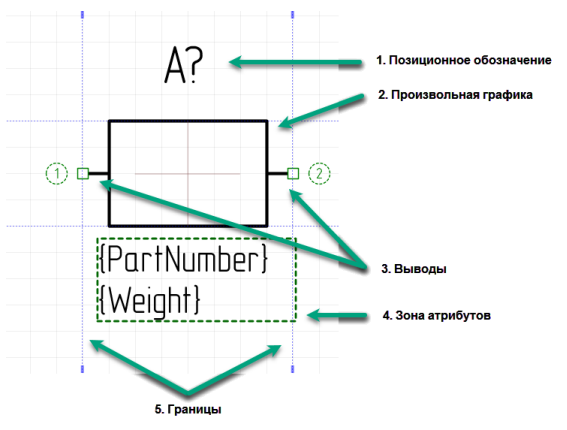 A?
1. Позиционное обозначение
2. Произвольная графика
1
2
{PartNumber}
{Weight}
3. Выводы
4. Зона атрибутов
5. Границы